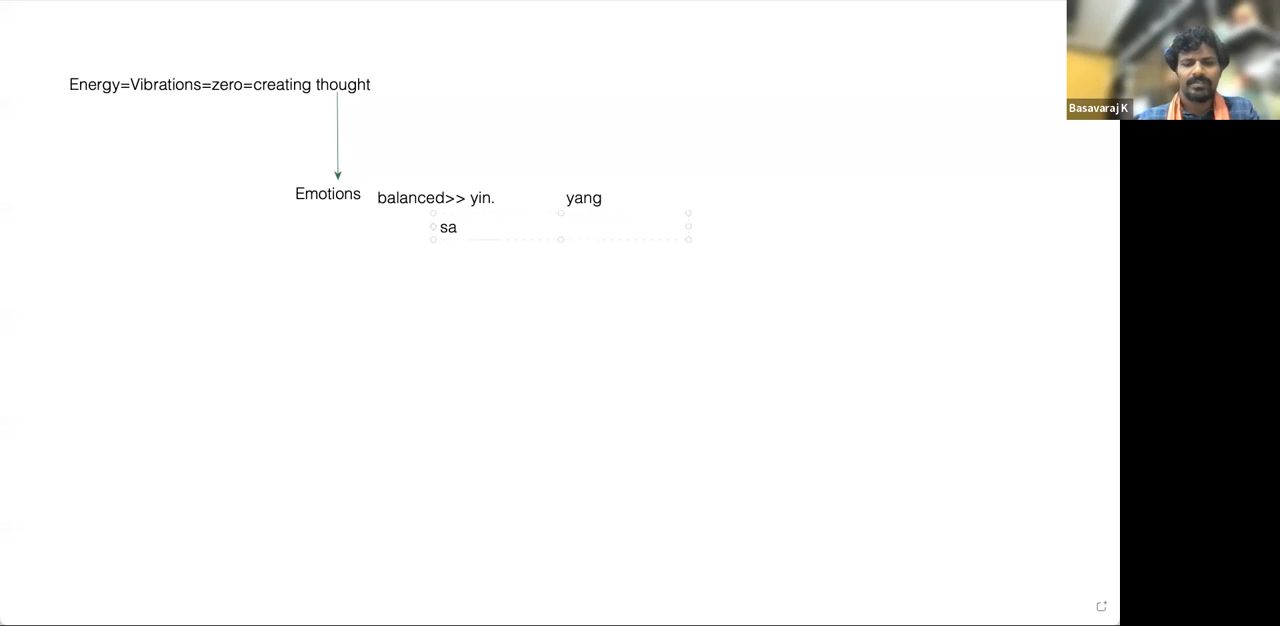 Energy=Vibrations=zero=creating thought
Basavaraj K
Emotions balanced>> yin. yang
sa